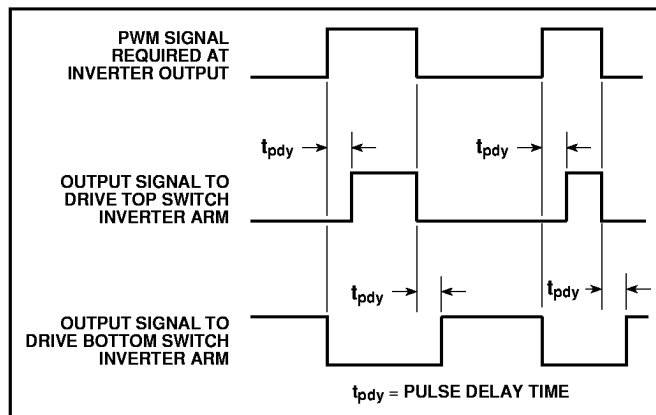 PWM SIGNAL
REQUIRED AT
INVERTER OUTPUT
tpdy
tpdy
OUTPUT SIGNAL TO
DRIVE TOP SWITCH
INVERTER ARM
tpdy
tpdy
OUTPUT SIGNAL TO
DRIVE BOTTOM SWITCH
INVERTER ARM
tpdy = PULSE DELAY TIME